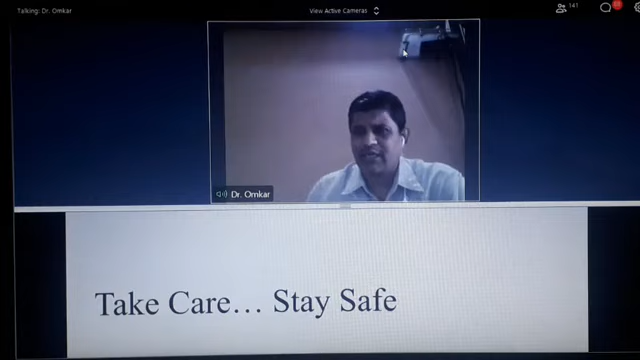 Talking: Dr. Omkar
View Active Cameras
141
Dr. Omkar
Take Care... Stay Safe